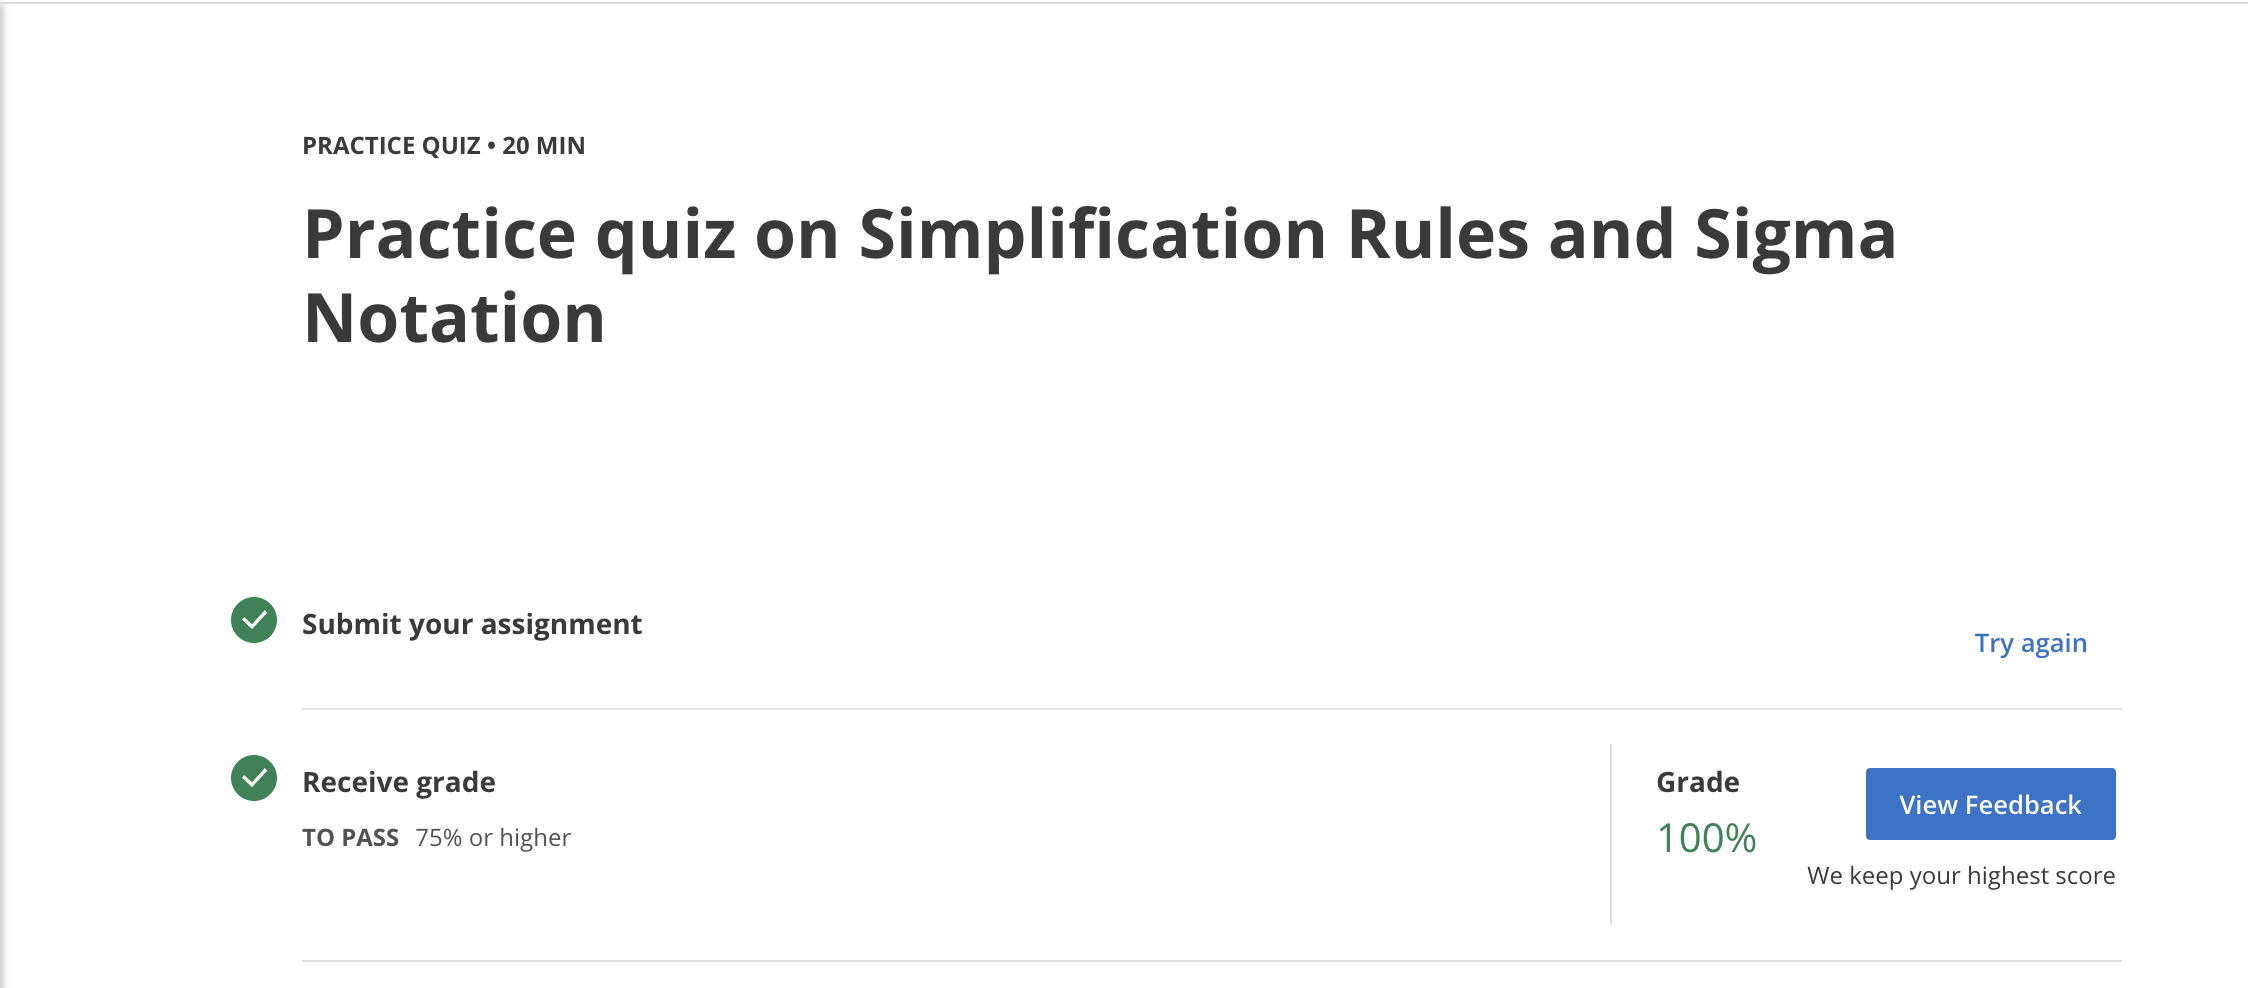 PRACTICE QUIZ • 20 MIN
Practice quiz on Simplification Rules and Sigma
Notation
Submit your assignment
Try again
Receive grade
TO PASS 75% or higher
Grade
100%
View Feedback
We keep your highest score